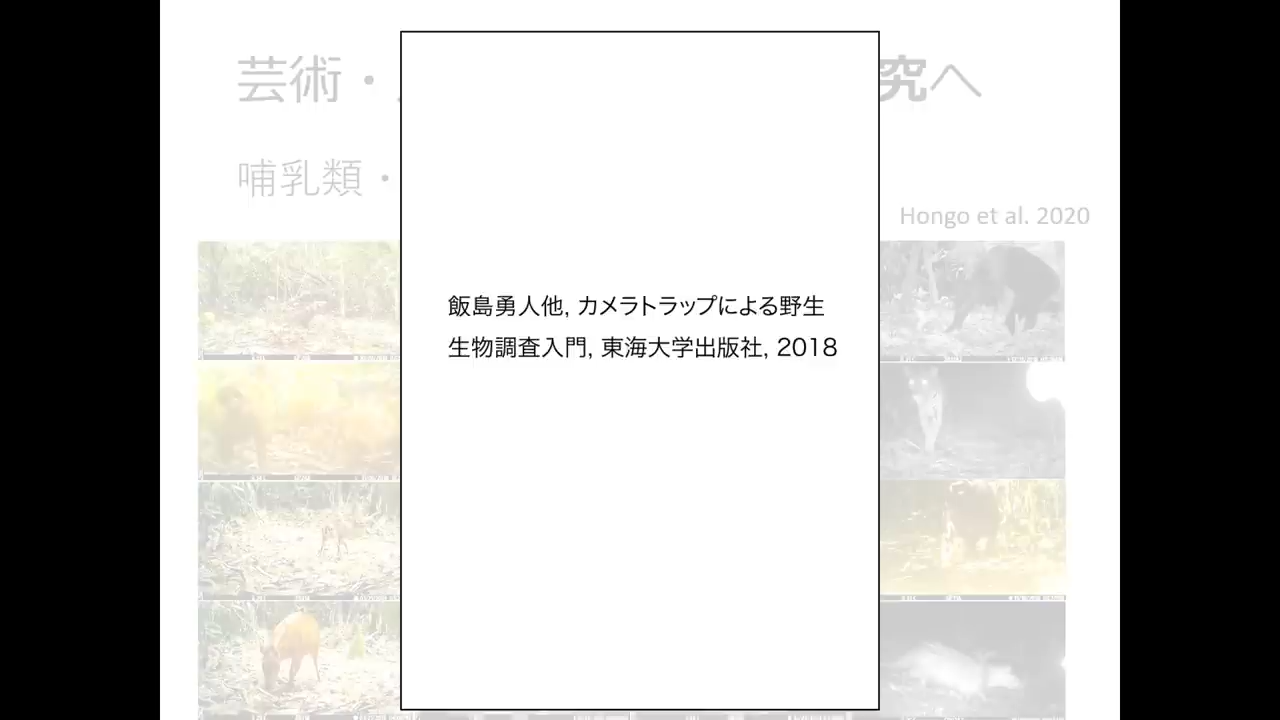 芸術・
究へ
哺乳類・
Hongo et al. 2020
飯島勇人他, カメラトラップによる野生
生物調査入門, 東海大学出版社, 2018